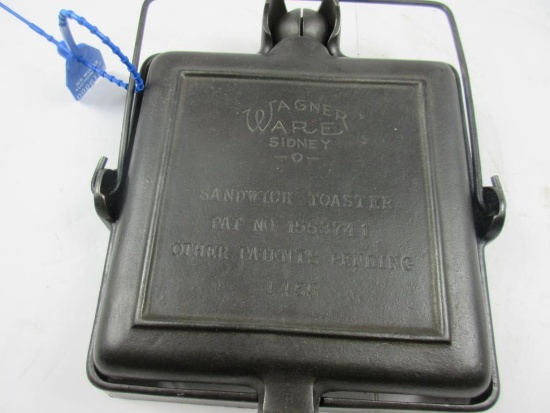 WAGNER
WARE
SIDNEY
-O-
SANDWICH TOASTER
PAT NO 1553741
OTHER PATENTS PENDING